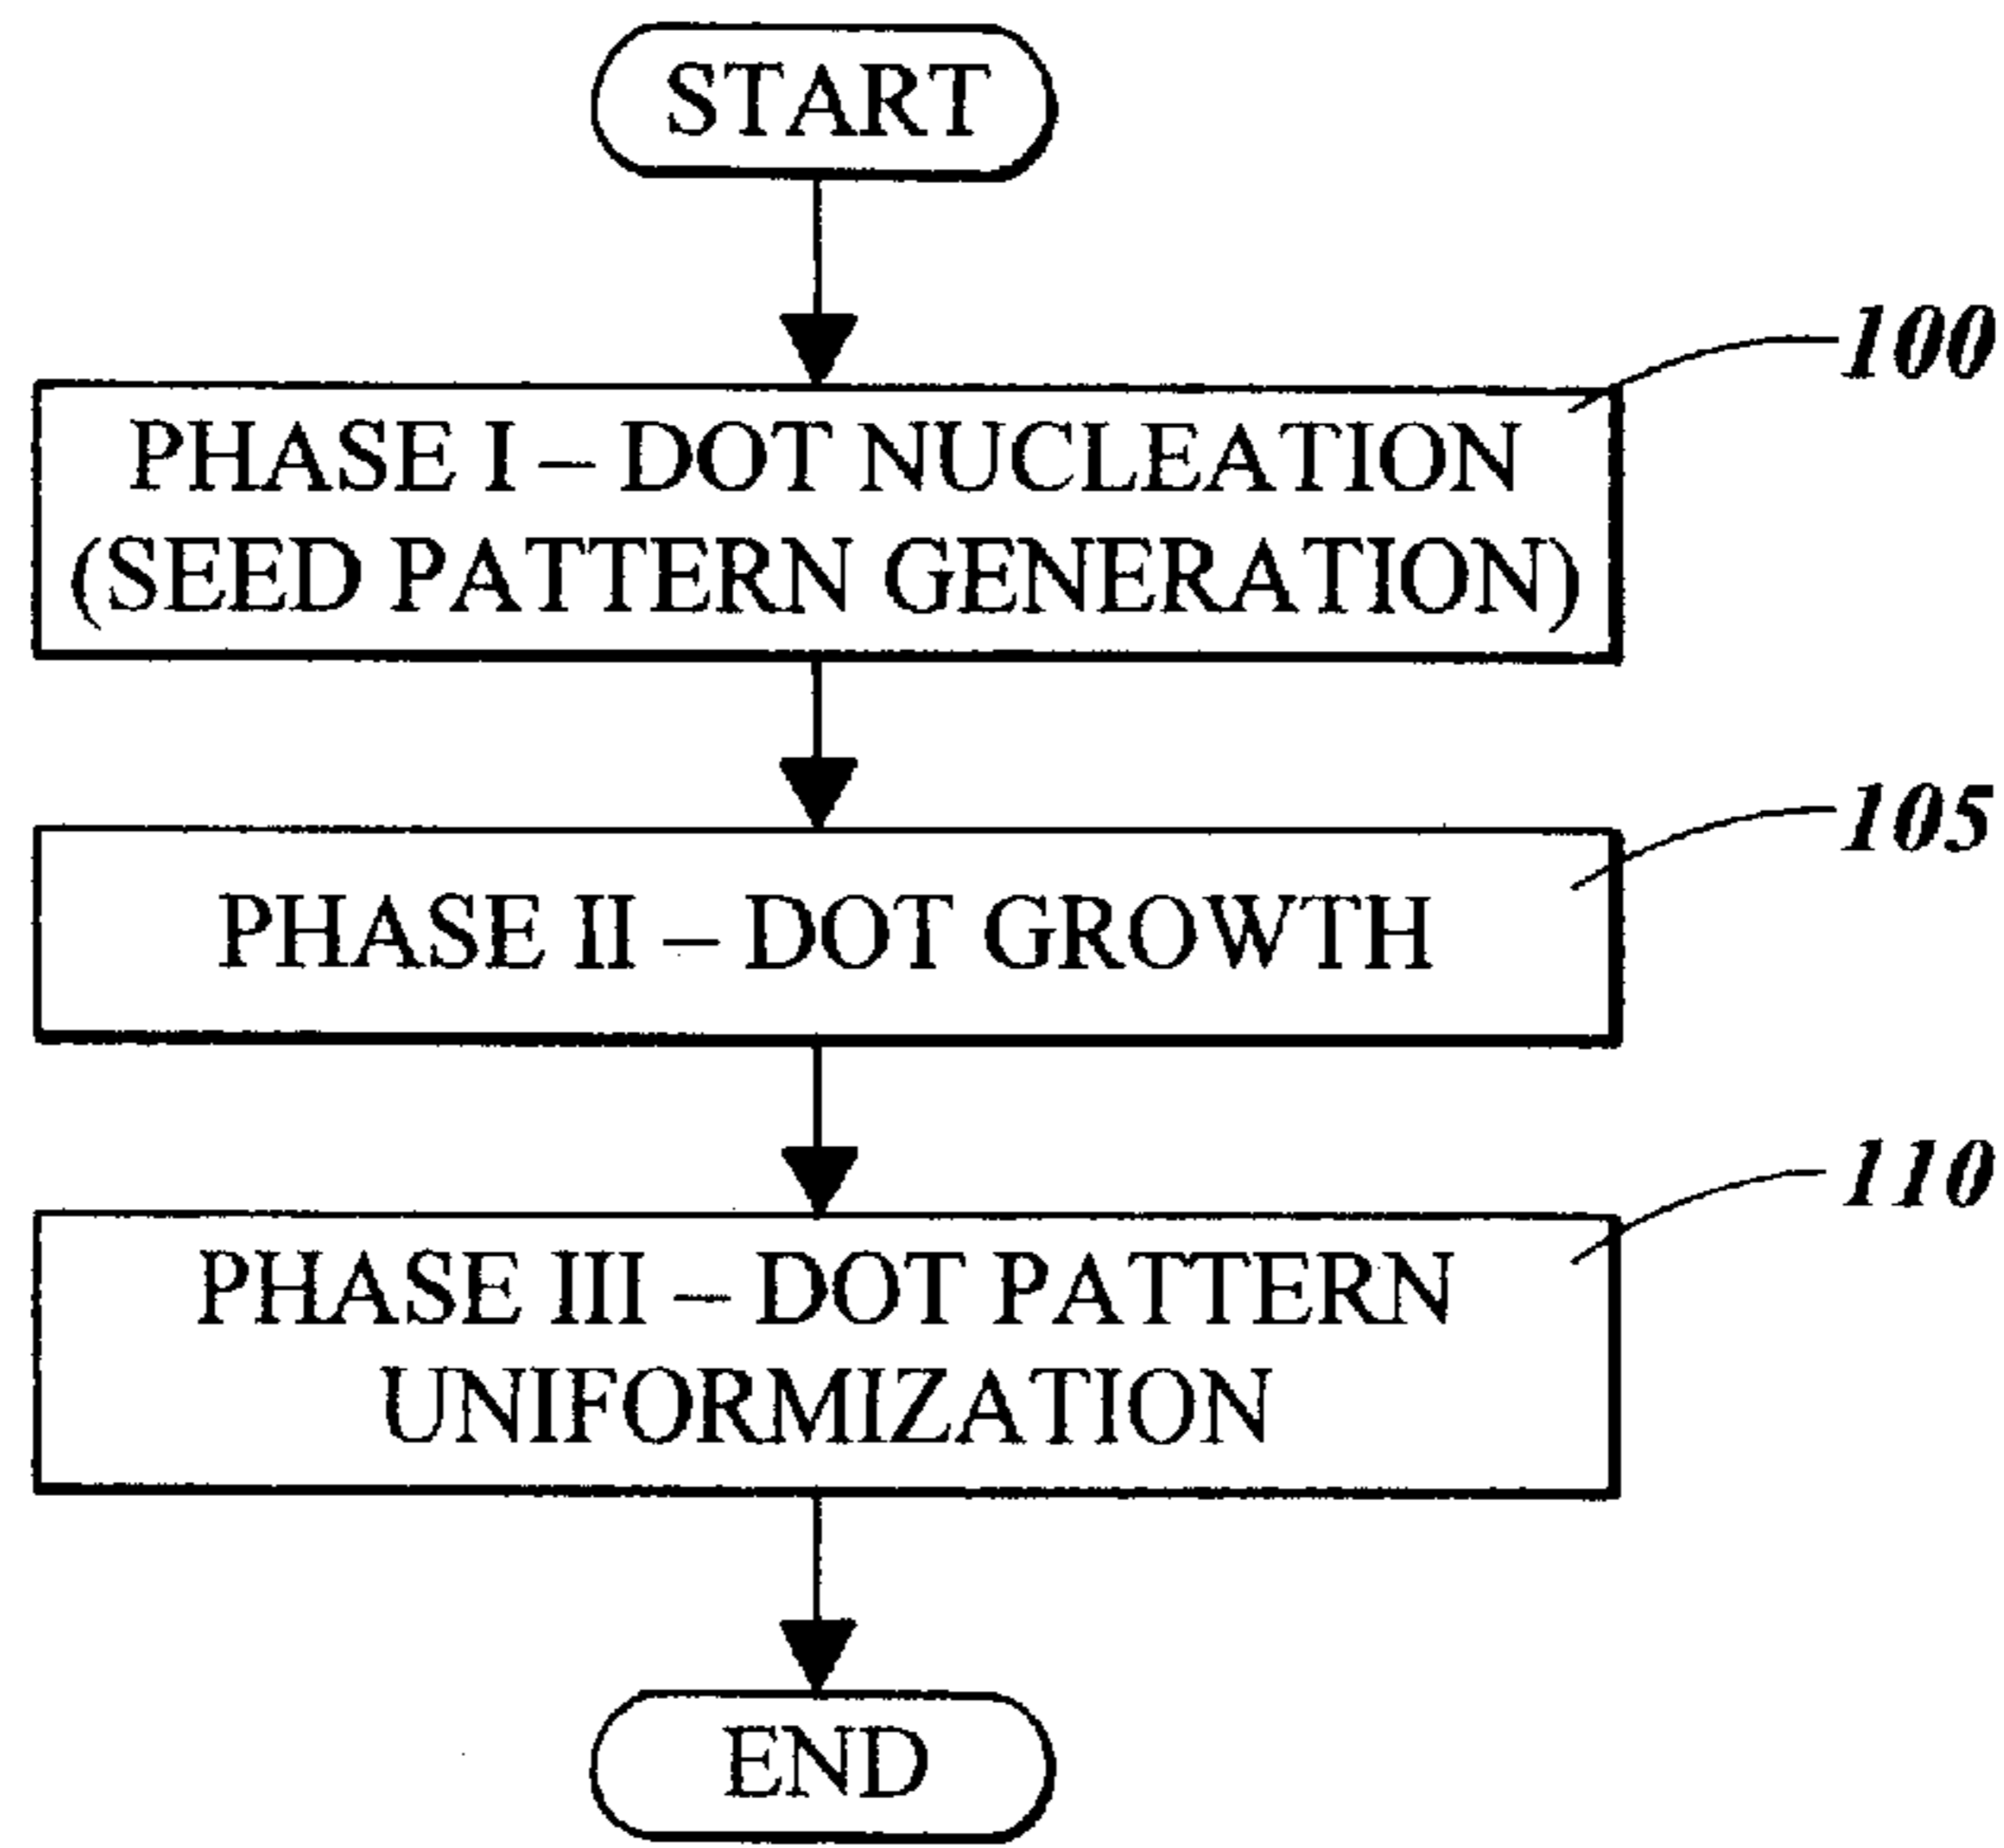 START
100
PHASE I – DOT NUCLEATION
(SEED PATTERN GENERATION)
105
PHASE II – DOT GROWTH
110
PHASE III – DOT PATTERN
UNIFORMIZATION
END